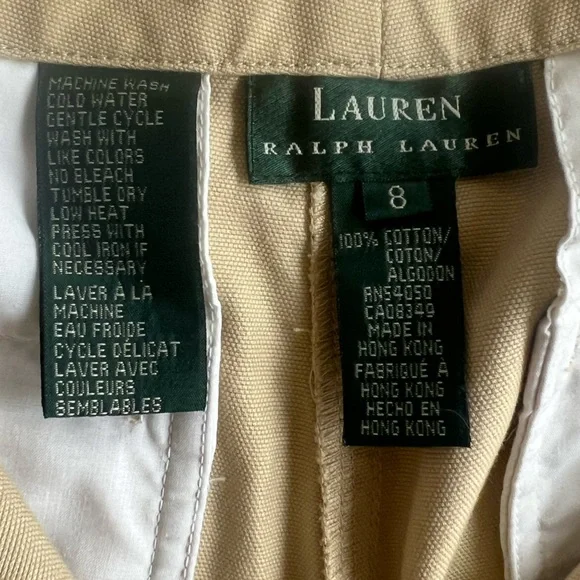 MACHINE WASH
COLD WATER
GENTLE CYCLE
WASH WITH
LIKE COLORS
NO BLEACH
TUMBLE DRY
LOW HEAT
PRESS WITH
COOL IRON IF
NECESSARY
LAVER À LA
MACHINE
EAU FROIDE
CYCLE DÉLICAT
LAVER AVEC
COULEURS
SEMBLABLES
LAUREN
RALPH LAUREN
8
100% COTTON/
COTON/
ALGODON
RN54050
CA08349
MADE IN
HONG KONG
FABRIQUÉ À
HONG KONG
HECHO EN
HONG KONG